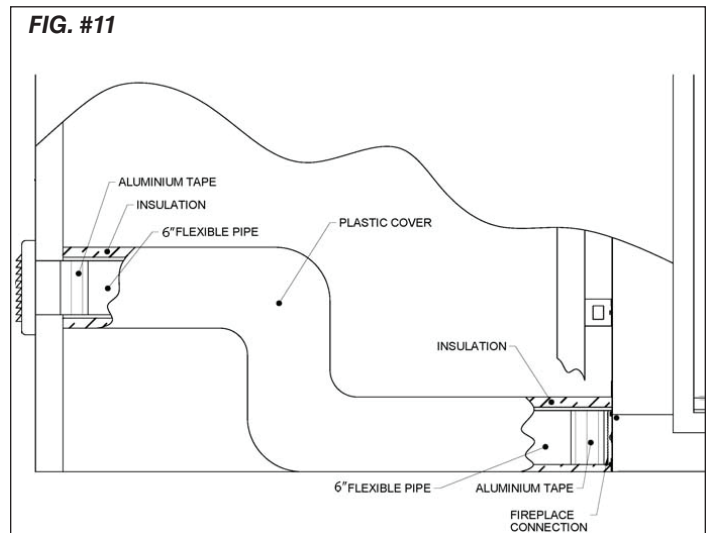 FIG. #11
ALUMINIUM TAPE
INSULATION
6"FLEXIBLE PIPE
PLASTIC COVER
INSULATION
6"FLEXIBLE PIPE
ALUMINIUM TAPE
FIREPLACE
CONNECTION